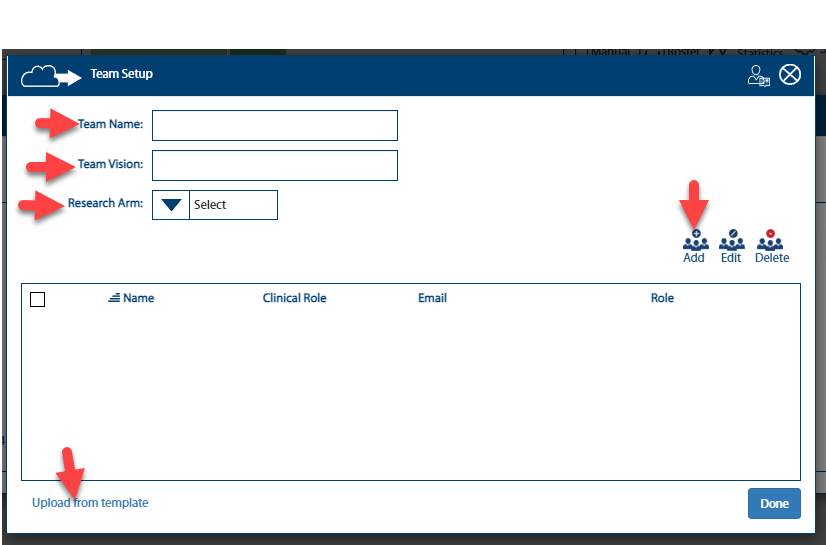 Manual
Roster
Statistics
Team Setup
Team Name:
Team Vision:
Research Arm:
Select
Add Edit Delete
Name Clinical Role Email Role
Upload from template
Done